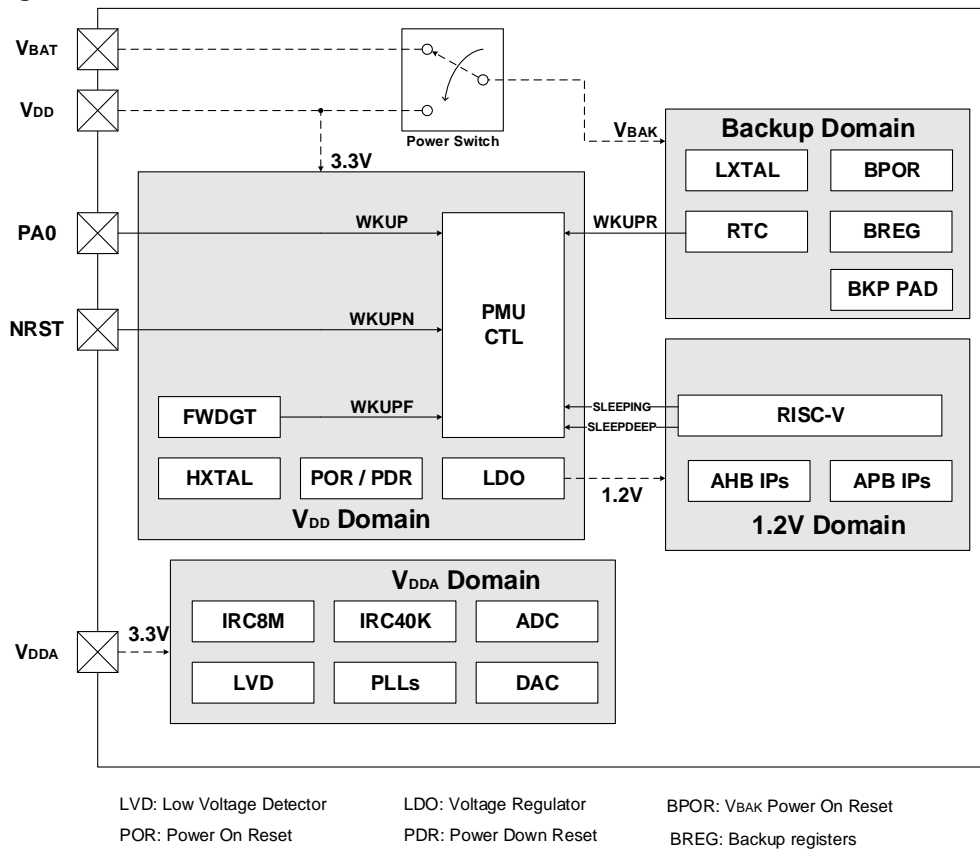 VBAT
VDD
Power Switch
VBAK
3.3V
Backup Domain
LXTAL
BPOR
RTC
BREG
BKP PAD
PA0
WKUP
WKUPR
NRST
WKUPN
PMU
CTL
FWDGT
WKUPF
SLEEPING
SLEEPDEEP
RISC-V
HXTAL
POR / PDR
LDO
1.2V
AHB IPs
APB IPs
VDD Domain
1.2V Domain
VDDA Domain
VDDA
3.3V
IRC8M
IRC40K
ADC
LVD
PLLs
DAC
LVD: Low Voltage Detector
LDO: Voltage Regulator
BPOR: VBAK Power On Reset
POR: Power On Reset
PDR: Power Down Reset
BREG: Backup registers